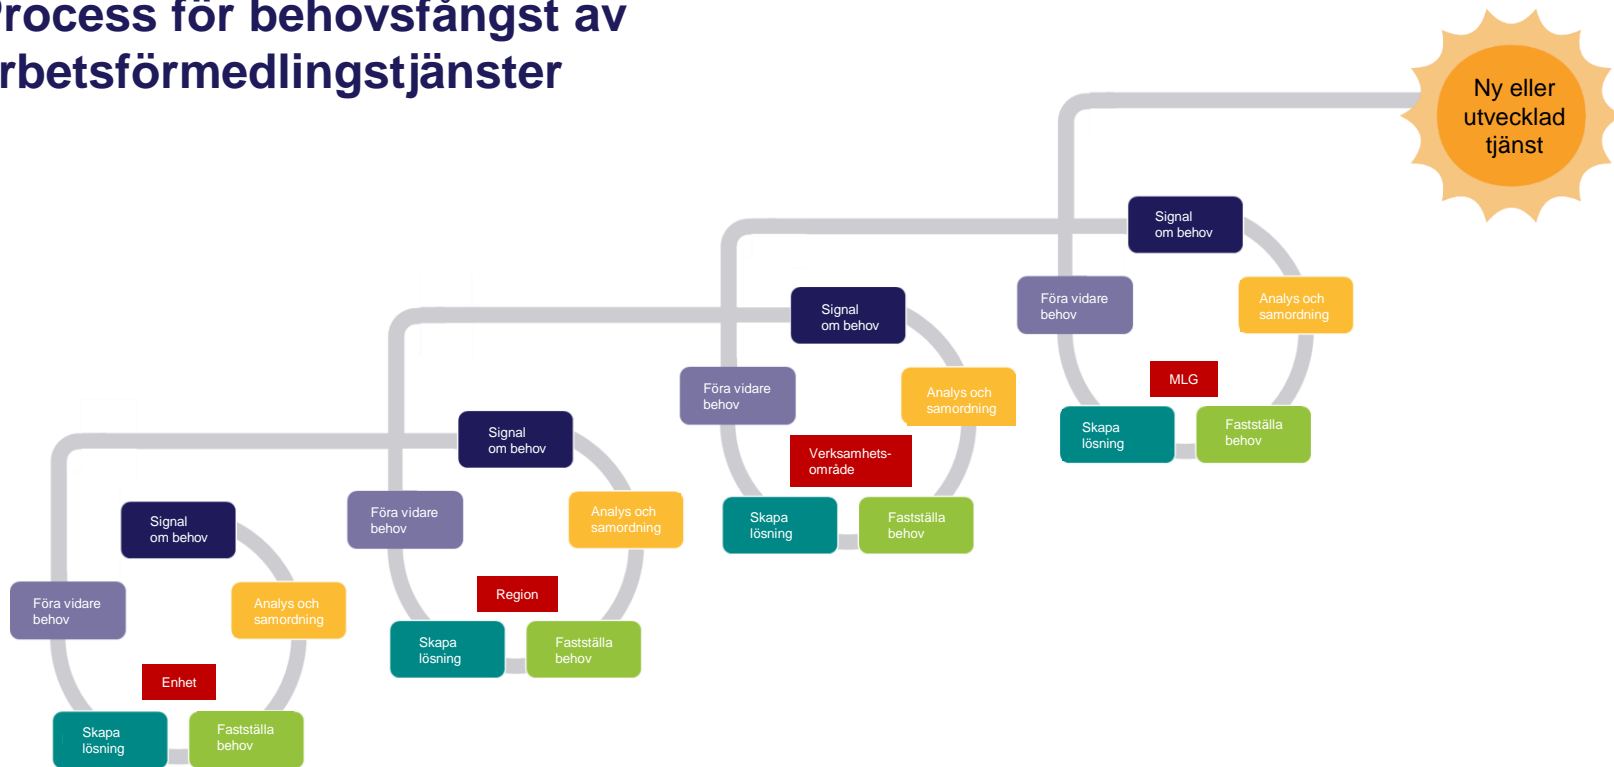 Process för behovsfångst av
rbetsförmedlingstjänster
Ny eller
utvecklad
tjänst
Signal
om behov
Föra vidare
behov
Analys och
samordning
MLG
Skapa
lösning
Fastställa
behov
Signal
om behov
Föra vidare
behov
Analys och
samordning
Verksamhets-
område
Skapa
lösning
Fastställa
behov
Signal
om behov
Föra vidare
behov
Analys och
samordning
Region
Skapa
lösning
Fastställa
behov
Signal
om behov
Föra vidare
behov
Analys och
samordning
Enhet
Skapa
lösning
Fastställa
behov